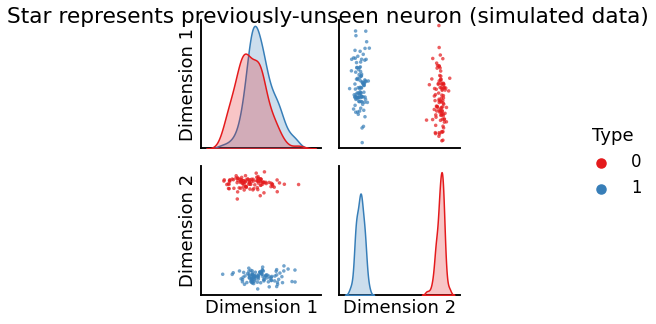 Star represents previously-unseen neuron (simulated data)
Dimension 1
Type
0
1
Dimension 2
Dimension 1
Dimension 2